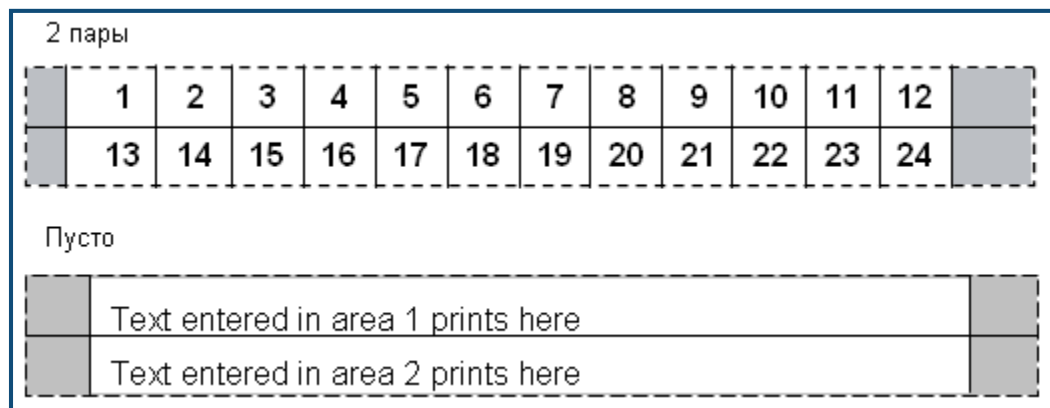 2 пары
1 2 3 4 5 6 7 8 9 10 11 12
13 14 15 16 17 18 19 20 21 22 23 24
Пусто
Text entered in area 1 prints here
Text entered in area 2 prints here